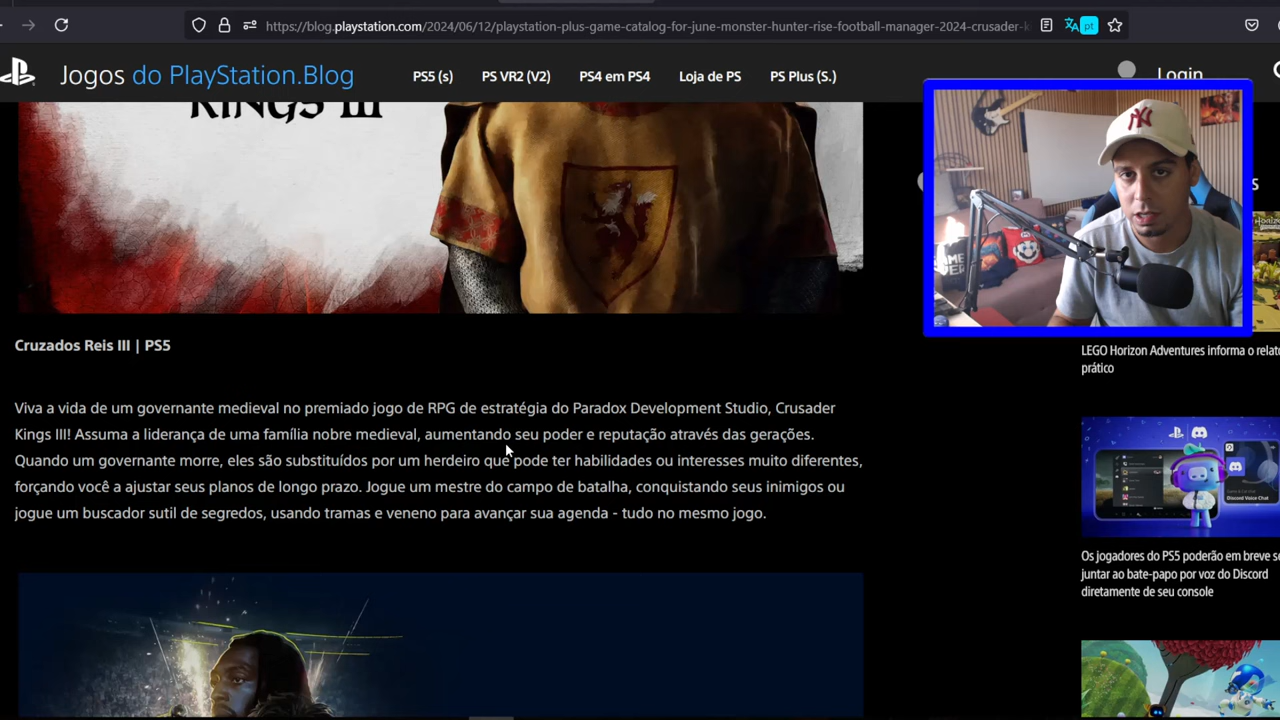 https://blog.playstation.com/2024/06/12/playstation-plus-game-catalog-for-june-monster-hunter-rise-football-manager-2024-crusader-k
pt
Jogos do PlayStation.Blog
PS5 (s)
PS VR2 (V2)
PS4 em PS4
Loja de PS
PS Plus (S.)
Login
KINGS III
Cruzados Reis III | PS5
Viva a vida de um governante medieval no premiado jogo de RPG de estratégia do Paradox Development Studio, Crusader
Kings III! Assuma a liderança de uma família nobre medieval, aumentando seu poder e reputação através das gerações.
Quando um governante morre, eles são substituídos por um herdeiro que pode ter habilidades ou interesses muito diferentes,
forçando você a ajustar seus planos de longo prazo. Jogue um mestre do campo de batalha, conquistando seus inimigos ou
jogue um buscador sutil de segredos, usando tramas e veneno para avançar sua agenda - tudo no mesmo jogo.
LEGO Horizon Adventures informa o relat
prático
Os jogadores do PS5 poderão em breve se
juntar ao bate-papo por voz do Discord
diretamente de seu console